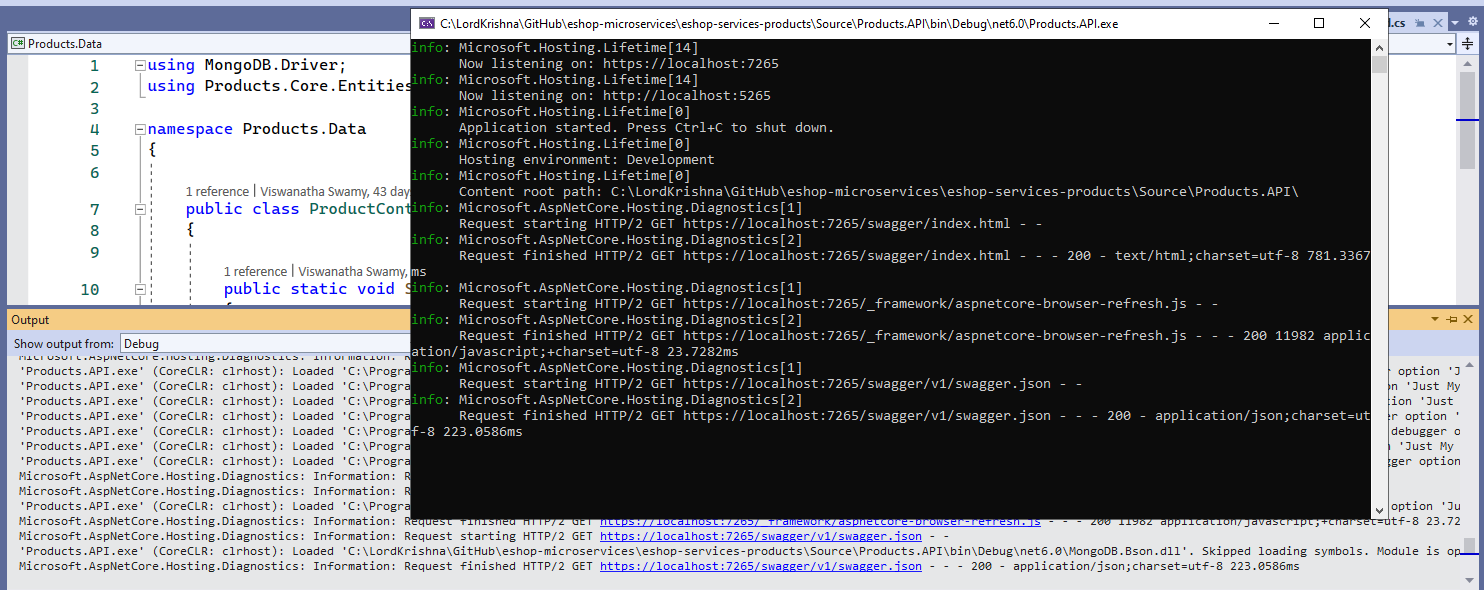 C:\LordKrishna\GitHub\eshop-microservices\eshop-services-products\Source\Products.API\bin\Debug\net6.0\Products.API.exe
.cs
C# Products.Data
1 using MongoDB.Driver;
2 using Products.Core.Entities
3
4 namespace Products.Data
5 {
6
1 reference | Viswanatha Swamy, 43 day
7 public class ProductCont
8 {
9
1 reference | Viswanatha Swamy,
10 public static void S
info: Microsoft.Hosting.Lifetime[14]
Now listening on: https://localhost:7265
info: Microsoft.Hosting.Lifetime[14]
Now listening on: http://localhost:5265
info: Microsoft.Hosting.Lifetime[0]
Application started. Press Ctrl+C to shut down.
info: Microsoft.Hosting.Lifetime[0]
Hosting environment: Development
info: Microsoft.Hosting.Lifetime[0]
Content root path: C:\LordKrishna\GitHub\eshop-microservices\eshop-services-products\Source\Products.API\
info: Microsoft.AspNetCore.Hosting.Diagnostics[1]
Request starting HTTP/2 GET https://localhost:7265/swagger/index.html - -
info: Microsoft.AspNetCore.Hosting.Diagnostics[2]
Request finished HTTP/2 GET https://localhost:7265/swagger/index.html - - - 200 - text/html;charset=utf-8 781.3367
ms
info: Microsoft.AspNetCore.Hosting.Diagnostics[1]
Request starting HTTP/2 GET https://localhost:7265/_framework/aspnetcore-browser-refresh.js - -
info: Microsoft.AspNetCore.Hosting.Diagnostics[2]
Request finished HTTP/2 GET https://localhost:7265/_framework/aspnetcore-browser-refresh.js - - - 200 11982 applic
ation/javascript;+charset=utf-8 23.7282ms
info: Microsoft.AspNetCore.Hosting.Diagnostics[1]
Request starting HTTP/2 GET https://localhost:7265/swagger/v1/swagger.json - -
info: Microsoft.AspNetCore.Hosting.Diagnostics[2]
Request finished HTTP/2 GET https://localhost:7265/swagger/v1/swagger.json - - - 200 - application/json;charset=ut
f-8 223.0586ms
Output
Show output from: Debug
Microsoft.AspNetCore.Hosting.Diagnostics: Information: R
'Products.API.exe' (CoreCLR: clrhost): Loaded 'C:\Progra r option 'J
'Products.API.exe' (CoreCLR: clrhost): Loaded 'C:\Progra n 'Just My
'Products.API.exe' (CoreCLR: clrhost): Loaded 'C:\Progra ion 'Just
'Products.API.exe' (CoreCLR: clrhost): Loaded 'C:\Progra er option '
'Products.API.exe' (CoreCLR: clrhost): Loaded 'C:\Progra debugger o
'Products.API.exe' (CoreCLR: clrhost): Loaded 'C:\Progra 'Just My
'Products.API.exe' (CoreCLR: clrhost): Loaded 'C:\Progra gger option
Microsoft.AspNetCore.Hosting.Diagnostics: Information: R
Microsoft.AspNetCore.Hosting.Diagnostics: Information: R
'Products.API.exe' (CoreCLR: clrhost): Loaded 'C:\Progra option 'Ju
Microsoft.AspNetCore.Hosting.Diagnostics: Information: Request finished HTTP/2 GET https://localhost:7265/_framework/aspnetcore-browser-refresh.js - - - 200 11982 application/javascript;+charset=utf-8 23.72
Microsoft.AspNetCore.Hosting.Diagnostics: Information: Request starting HTTP/2 GET https://localhost:7265/swagger/v1/swagger.json - -
'Products.API.exe' (CoreCLR: clrhost): Loaded 'C:\LordKrishna\GitHub\eshop-microservices\eshop-services-products\Source\Products.API\bin\Debug\net6.0\MongoDB.Bson.dll'. Skipped loading symbols. Module is op
Microsoft.AspNetCore.Hosting.Diagnostics: Information: Request finished HTTP/2 GET https://localhost:7265/swagger/v1/swagger.json - - - 200 - application/json;charset=utf-8 223.0586ms